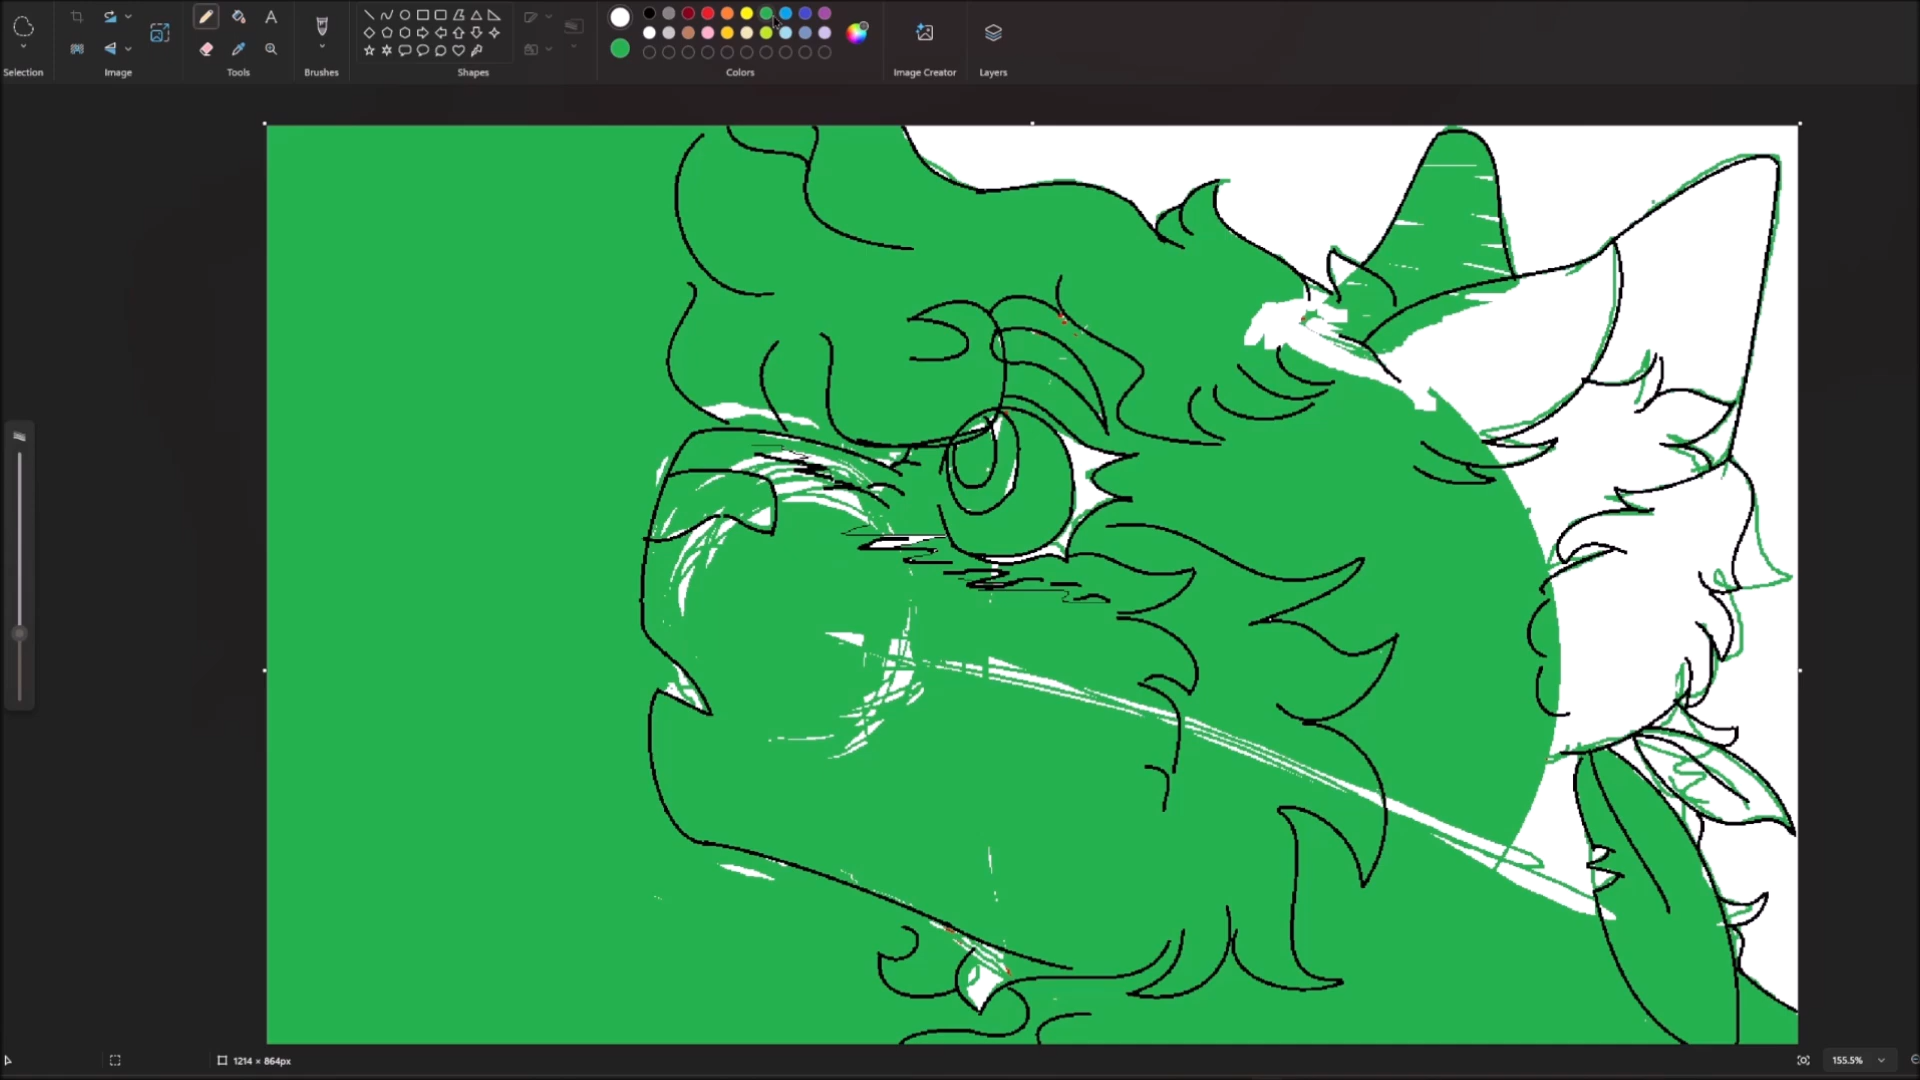 A
Selection
Image
Tools
Brushes
Shapes
Colors
Image Creator
Layers
1214 × 864px
155.5%